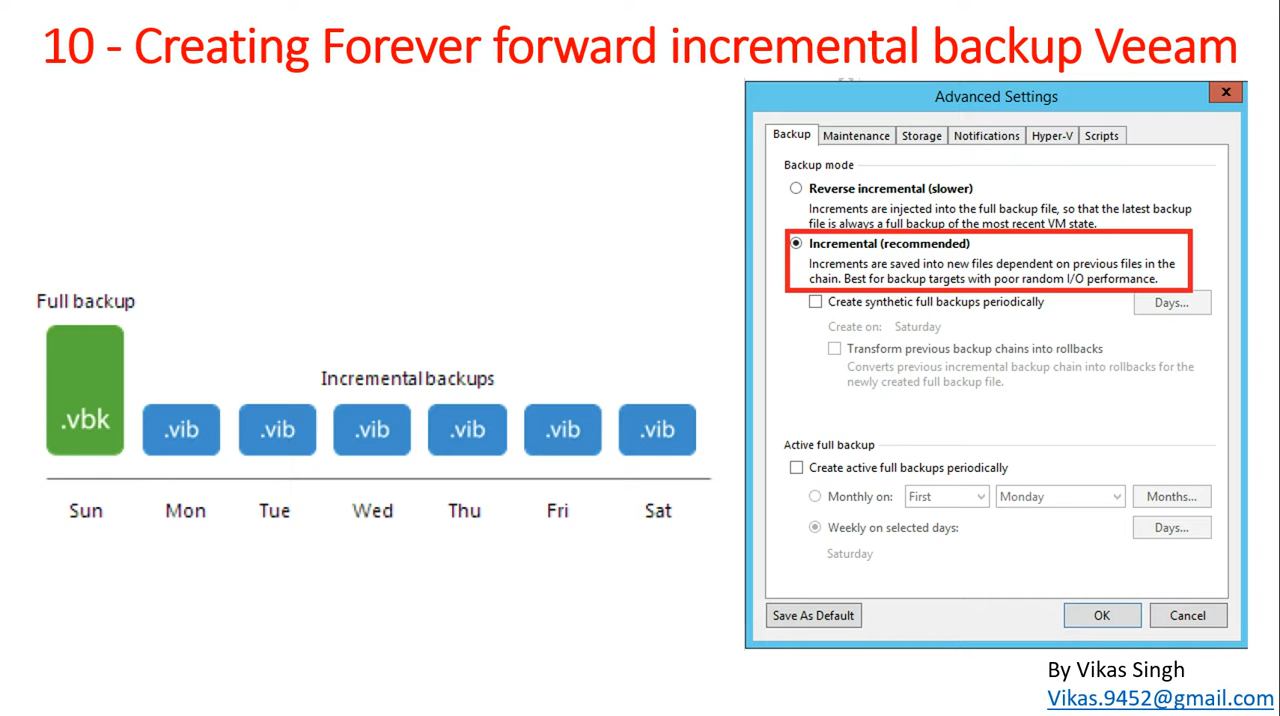 10 - Creating Forever forward incremental backup Veeam
Full backup
.vbk
Incremental backups
.vib
.vib
.vib
.vib
.vib
.vib
Sun
Mon
Tue
Wed
Thu
Fri
Sat
Advanced Settings
x
Backup
Maintenance
Storage
Notifications
Hyper-V
Scripts
Backup mode
Reverse incremental (slower)
Increments are injected into the full backup file, so that the latest backup
file is always a full backup of the most recent VM state.
Incremental (recommended)
Increments are saved into new files dependent on previous files in the
chain. Best for backup targets with poor random I/O performance.
Create synthetic full backups periodically
Days...
Create on: Saturday
Transform previous backup chains into rollbacks
Converts previous incremental backup chain into rollbacks for the
newly created full backup file.
Active full backup
Create active full backups periodically
Monthly on:
First
Monday
Months...
Weekly on selected days:
Days...
Saturday
Save As Default
OK
Cancel
By Vikas Singh
Vikas.9452@gmail.com